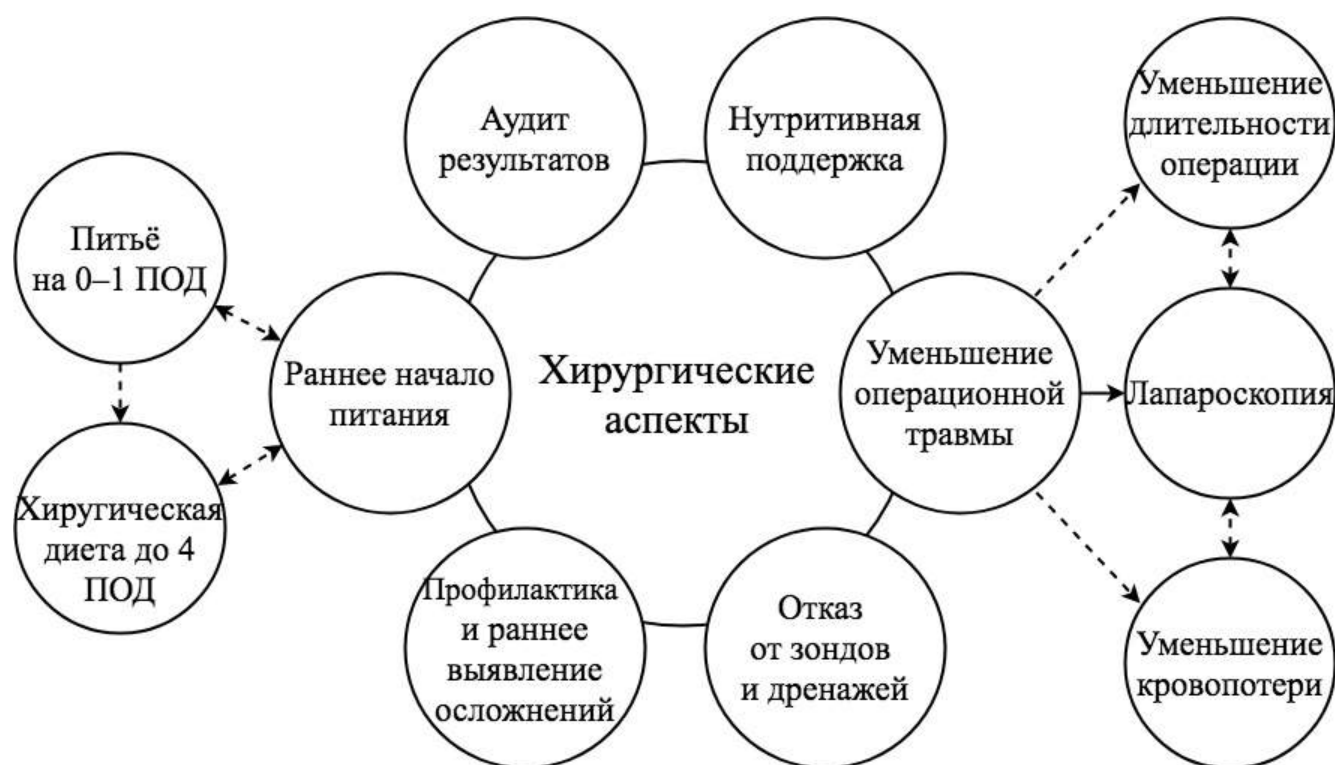 Аудит
результатов
Нутритивная
поддержка
Уменьшение
длительности
операции
Питьё
на 0–1 ПОД
Раннее начало
питания
Хирургические
аспекты
Уменьшение
операционной
травмы
Лапароскопия
Хиругическая
диета до 4
ПОД
Профилактика
и раннее
выявление
осложнений
Отказ
от зондов
и дренажей
Уменьшение
кровопотери